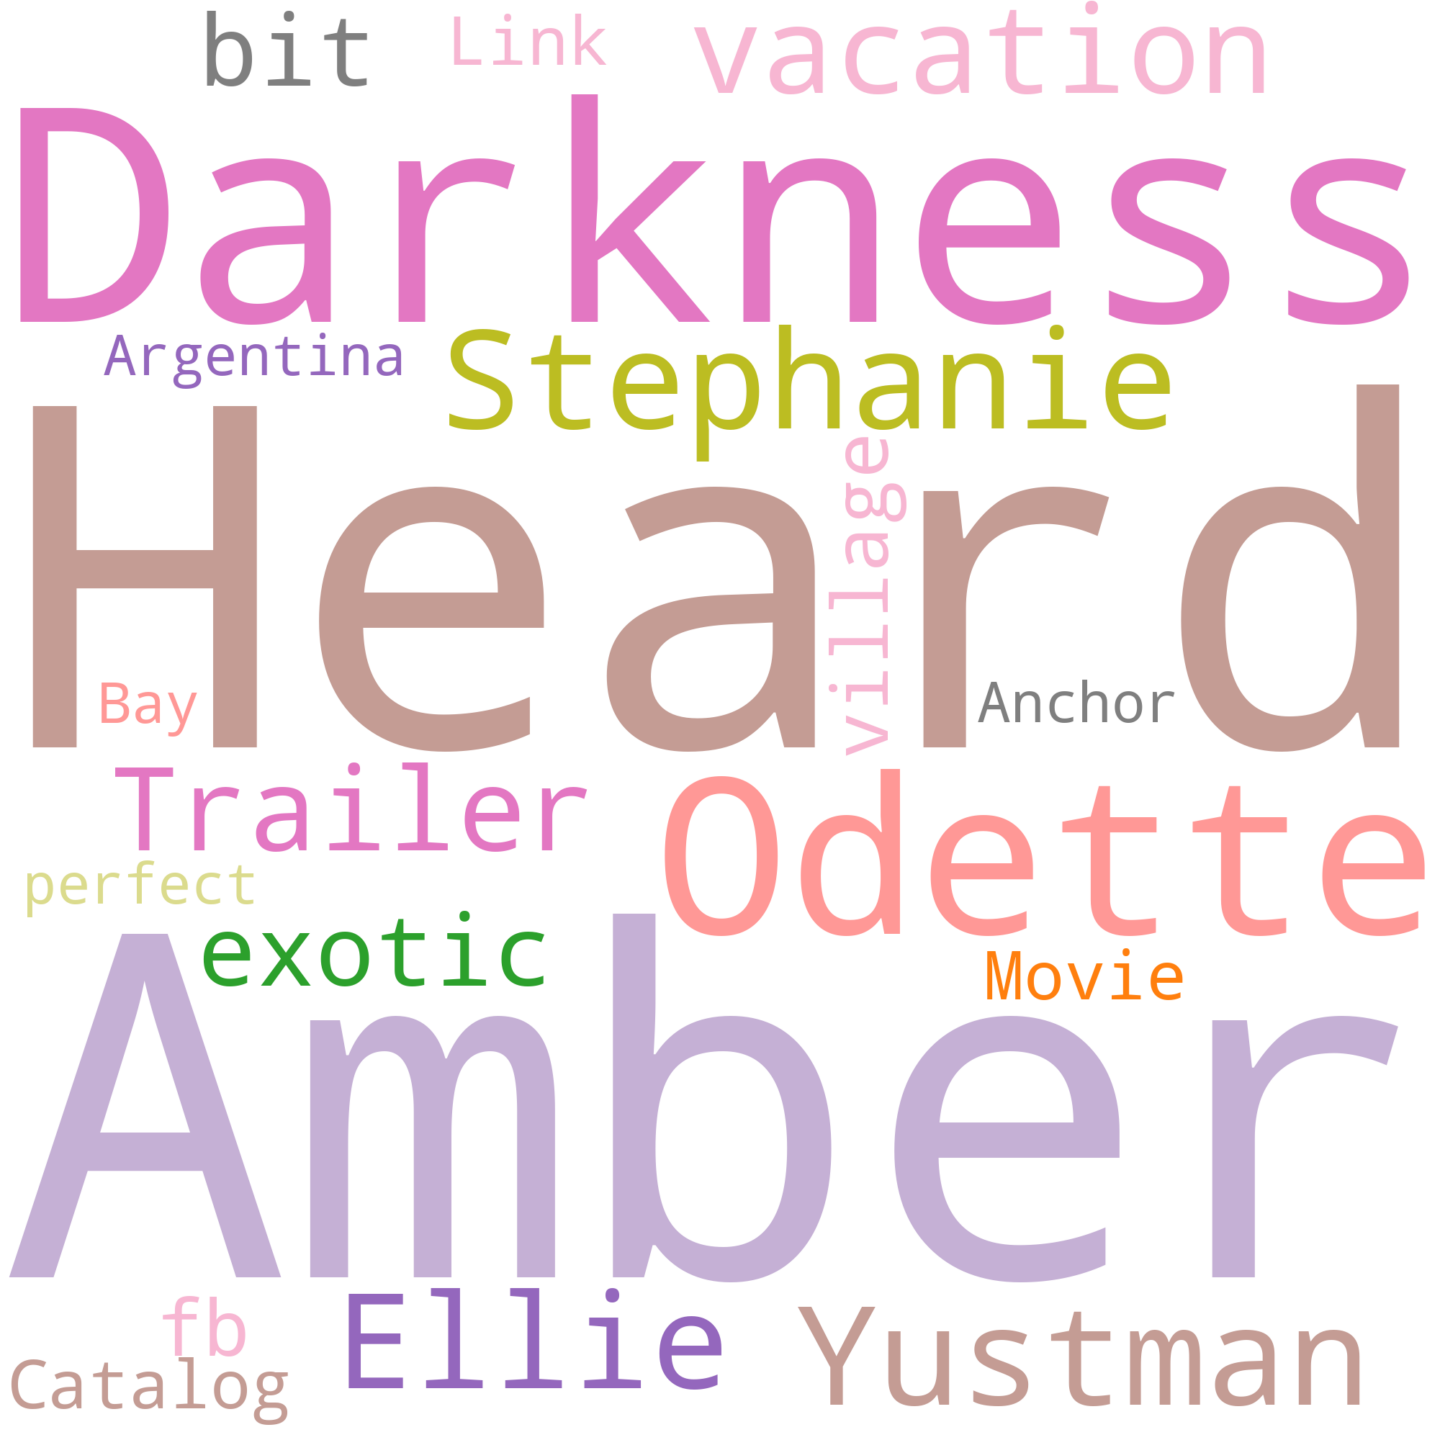 bit Link vacation
Darkness
Argentina Stephanie
Heard
village
Bay Anchor
Trailer Odette
perfect
exotic Movie
Amber
fb Ellie Yustman
Catalog